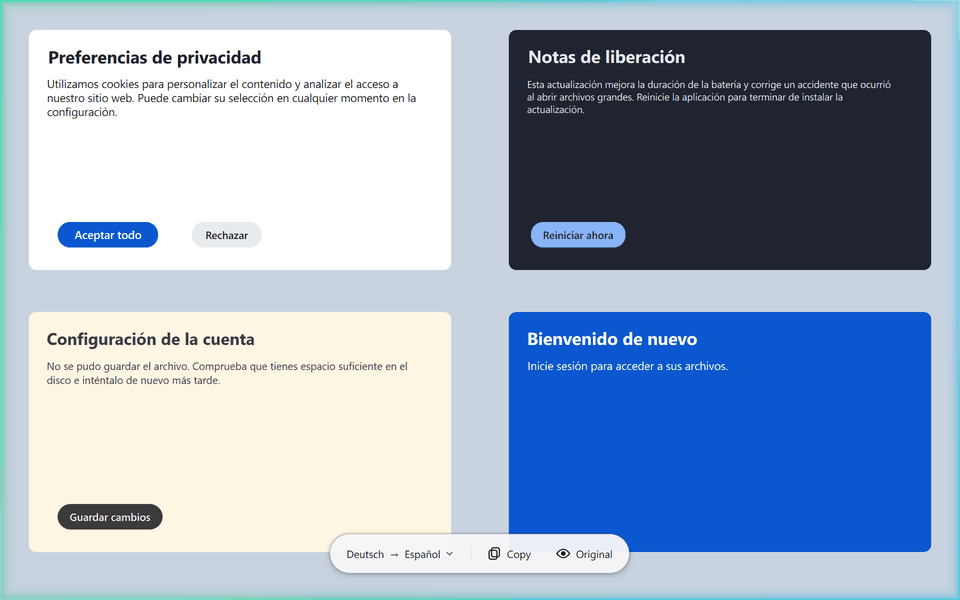 Preferencias de privacidad
Utilizamos cookies para personalizar el contenido y analizar el acceso a
nuestro sitio web. Puede cambiar su selección en cualquier momento en la
configuración.
Aceptar todo
Rechazar
Notas de liberación
Esta actualización mejora la duración de la batería y corrige un accidente que ocurrió
al abrir archivos grandes. Reinicie la aplicación para terminar de instalar la
actualización.
Reiniciar ahora
Configuración de la cuenta
No se pudo guardar el archivo. Comprueba que tienes espacio suficiente en el
disco e inténtalo de nuevo más tarde.
Guardar cambios
Bienvenido de nuevo
Inicie sesión para acceder a sus archivos.
Deutsch → Español
Copy
Original